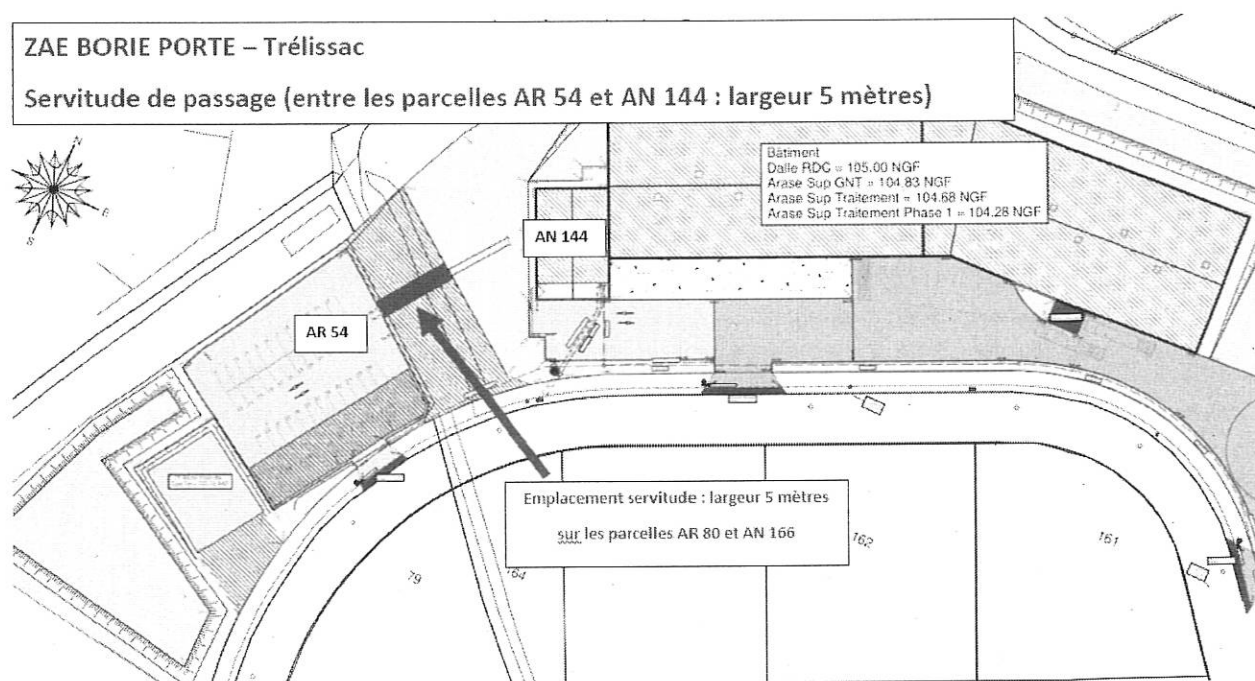 ZAE BORIE PORTE – Trélissac
Servitude de passage (entre les parcelles AR 54 et AN 144 : largeur 5 mètres)
N
E
S
Bâtiment
Dalle RDC = 105.00 NGF
Arase Sup GNT = 104.83 NGF
Arase Sup Traitement = 104.68 NGF
Arase Sup Traitement Phase 1 = 104.28 NGF
AN 144
AR 54
Emplacement servitude : largeur 5 mètres
sur les parcelles AR 80 et AN 166
79
164
162
161